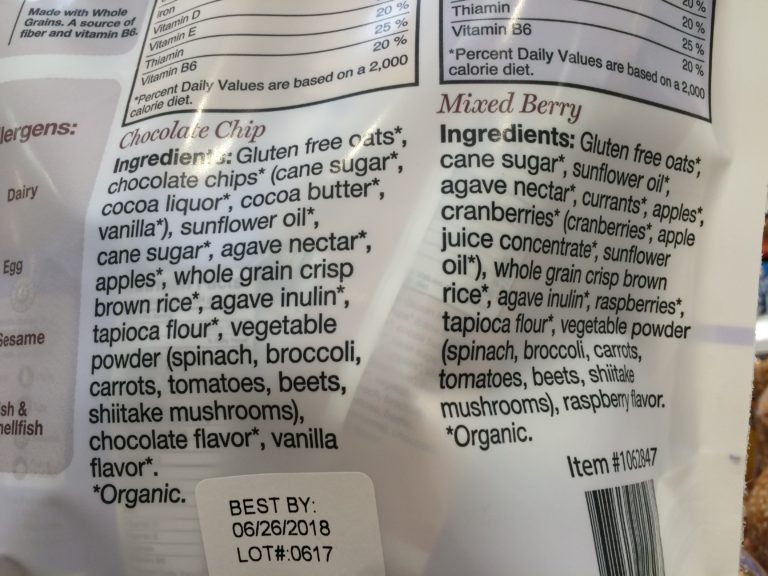 Made with Whole
Grains. A source of
fiber and vitamin B6.
lergens:
Dairy
Egg
Sesame
sh &
ellfish
Iron
Vitamin D 20 %
Vitamin E 25 %
Thiamin 20 %
Vitamin B6
*Percent Daily Values are based on a 2,000
calorie diet.
Chocolate Chip
Ingredients: Gluten free oats*,
chocolate chips* (cane sugar*,
cocoa liquor*, cocoa butter*,
vanilla*), sunflower oil*,
cane sugar*, agave nectar*,
apples*, whole grain crisp
brown rice*, agave inulin*,
tapioca flour*, vegetable
powder (spinach, broccoli,
carrots, tomatoes, beets,
shiitake mushrooms),
chocolate flavor*, vanilla
flavor*.
*Organic.
BEST BY:
06/26/2018
LOT#:0617
20 %
Thiamin 20 %
Vitamin B6 25 %
20 %
*Percent Daily Values are based on a 2,000
calorie diet.
Mixed Berry
Ingredients: Gluten free oats*,
cane sugar*, sunflower oil*,
agave nectar*, currants*, apples*,
cranberries* (cranberries*, apple
juice concentrate*, sunflower
oil*), whole grain crisp brown
rice*, agave inulin*, raspberries*,
tapioca flour*, vegetable powder
(spinach, broccoli, carrots,
tomatoes, beets, shiitake
mushrooms), raspberry flavor.
*Organic.
Item #1062847